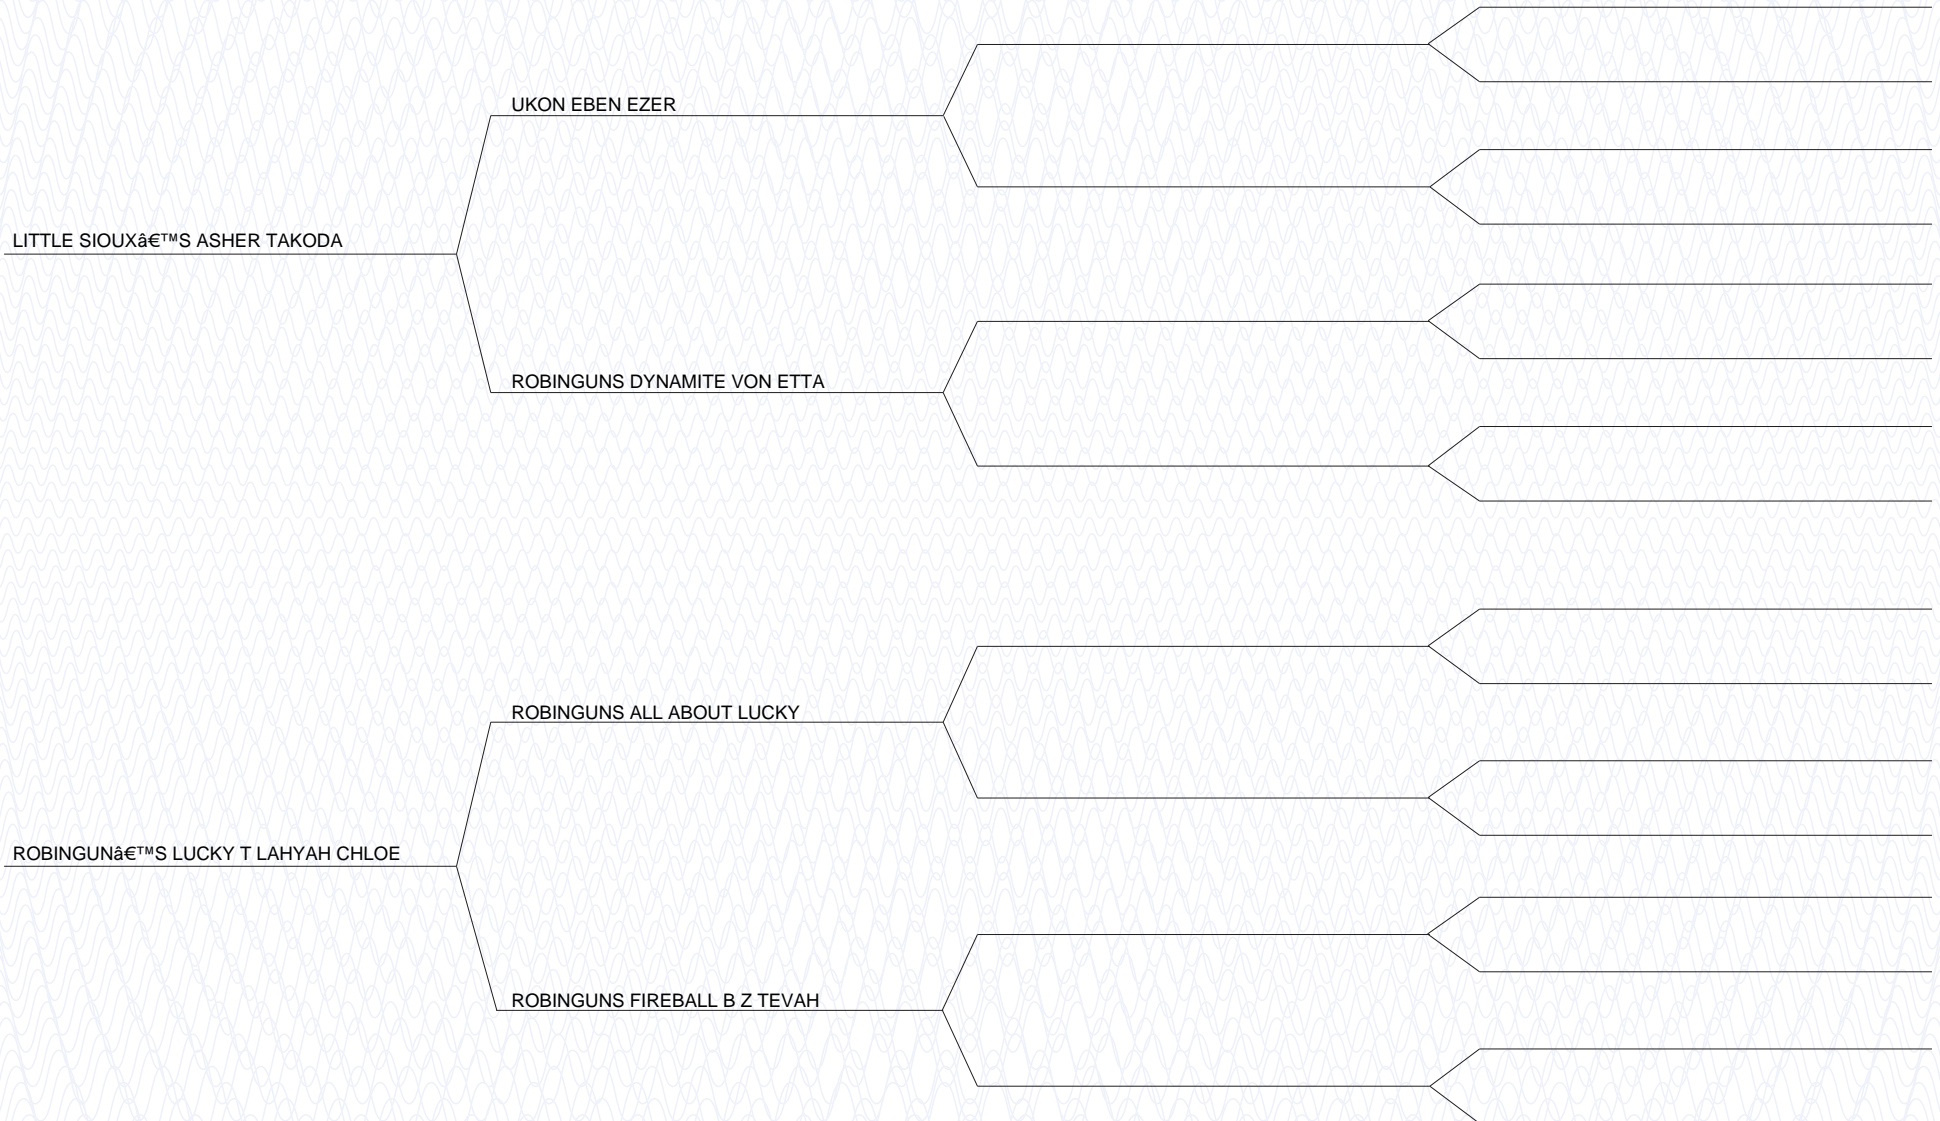 UKON EBEN EZER
LITTLE SIOUXâ€™S ASHER TAKODA
ROBINGUNS DYNAMITE VON ETTA
ROBINGUNS ALL ABOUT LUCKY
ROBINGUNâ€™S LUCKY T LAHYAH CHLOE
ROBINGUNS FIREBALL B Z TEVAH